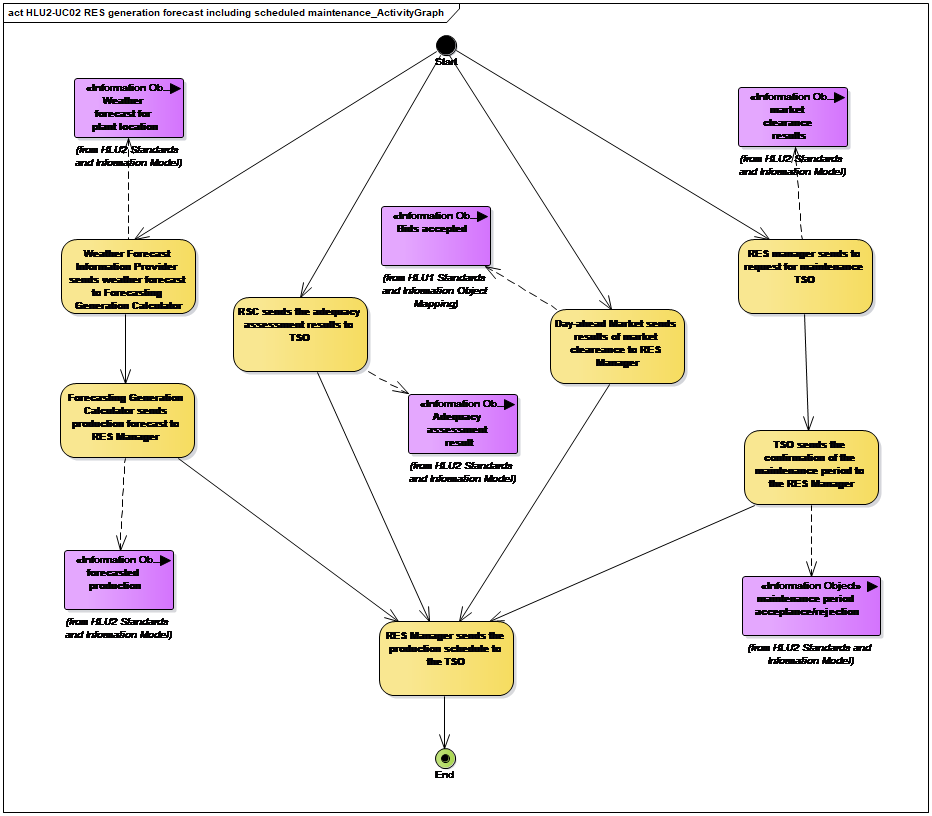 act HLU2-UC02 RES generation forecast including scheduled maintenance_ActivityGraph
Start
«Information Ob...
Weather
forecast for
plant location
(from HLU2 Standards
and Information Model)
«Information Ob...
market
clearance
results
(from HLU2 Standards
and Information Model)
«Information Ob...
Bids accepted
(from HLU1 Standards
and Information Object
Mapping)
Weather Forecast
Information Provider
sends weather forecast
to Forecasting
Generation Calculator
RSC sends the adequacy
assessment results to
TSO
Day-ahead Market sends
results of market
cleareance to RES
Manager
RES manager sends to
request for maintenance
TSO
Forecasting Generation
Calculator sends
production forecast to
RES Manager
«Information Ob...
Adequacy
assessment
result
(from HLU2 Standards
and Information Model)
TSO sends the
confirmation of the
maintenance period to
the RES Manager
«Information Ob...
forecasted
production
(from HLU2 Standards
and Information Model)
«Information Object»
maintenance period
acceptance/rejection
(from HLU2 Standards and
Information Model)
RES Manager sends the
production schedule to
the TSO
End